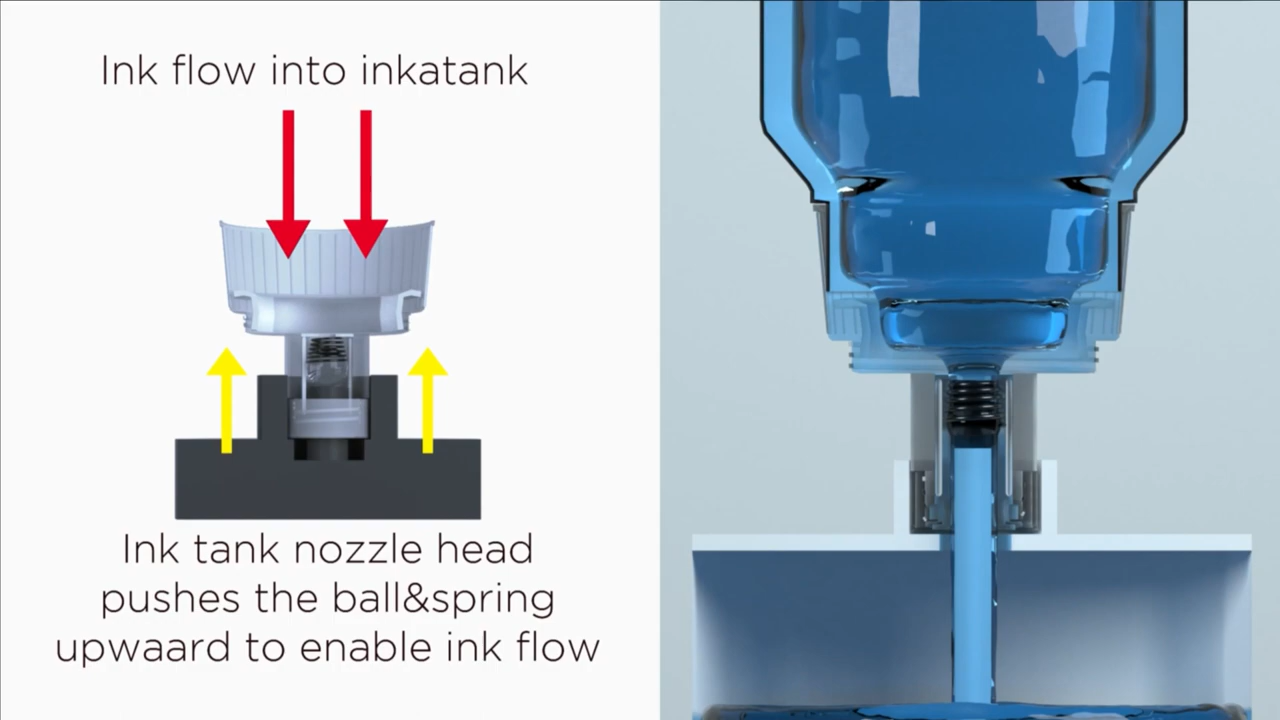 Ink flow into inkatank
Ink tank nozzle head
pushes the ball&spring
upwaard to enable ink flow